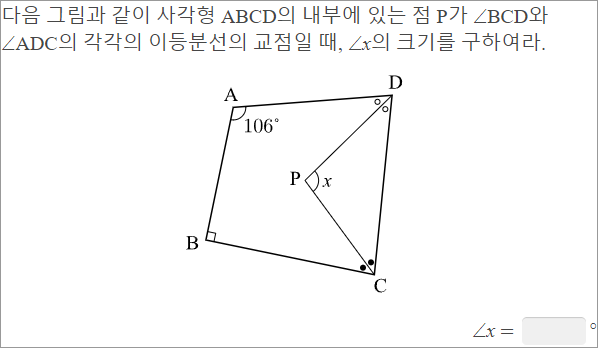 다음 그림과 같이 사각형 ABCD의 내부에 있는 점 P가 ∠BCD와
∠ADC의 각각의 이등분선의 교점일 때, ∠x의 크기를 구하여라.
D
A
106°
P
x
B
C
∠x = °